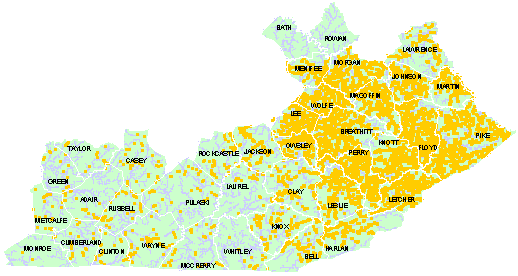 BATH
ROWAN
LAWRENCE
MENIFEE
MORGAN
JOHNSON
MARTIN
MAGOFFIN
WOLFE
LEE
BREATHITT
PIKE
OWSLEY
KNOTT
FLOYD
PERRY
TAYLOR
CASEY
ROCKCASTLE
JACKSON
GREEN
LAUREL
CLAY
ADAIR
RUSSELL
PULASKI
LESLIE
LETCHER
METCALFE
KNOX
MONROE
CUMBERLAND
CLINTON
WAYNE
WHITLEY
HARLAN
BELL
MCCRERRY